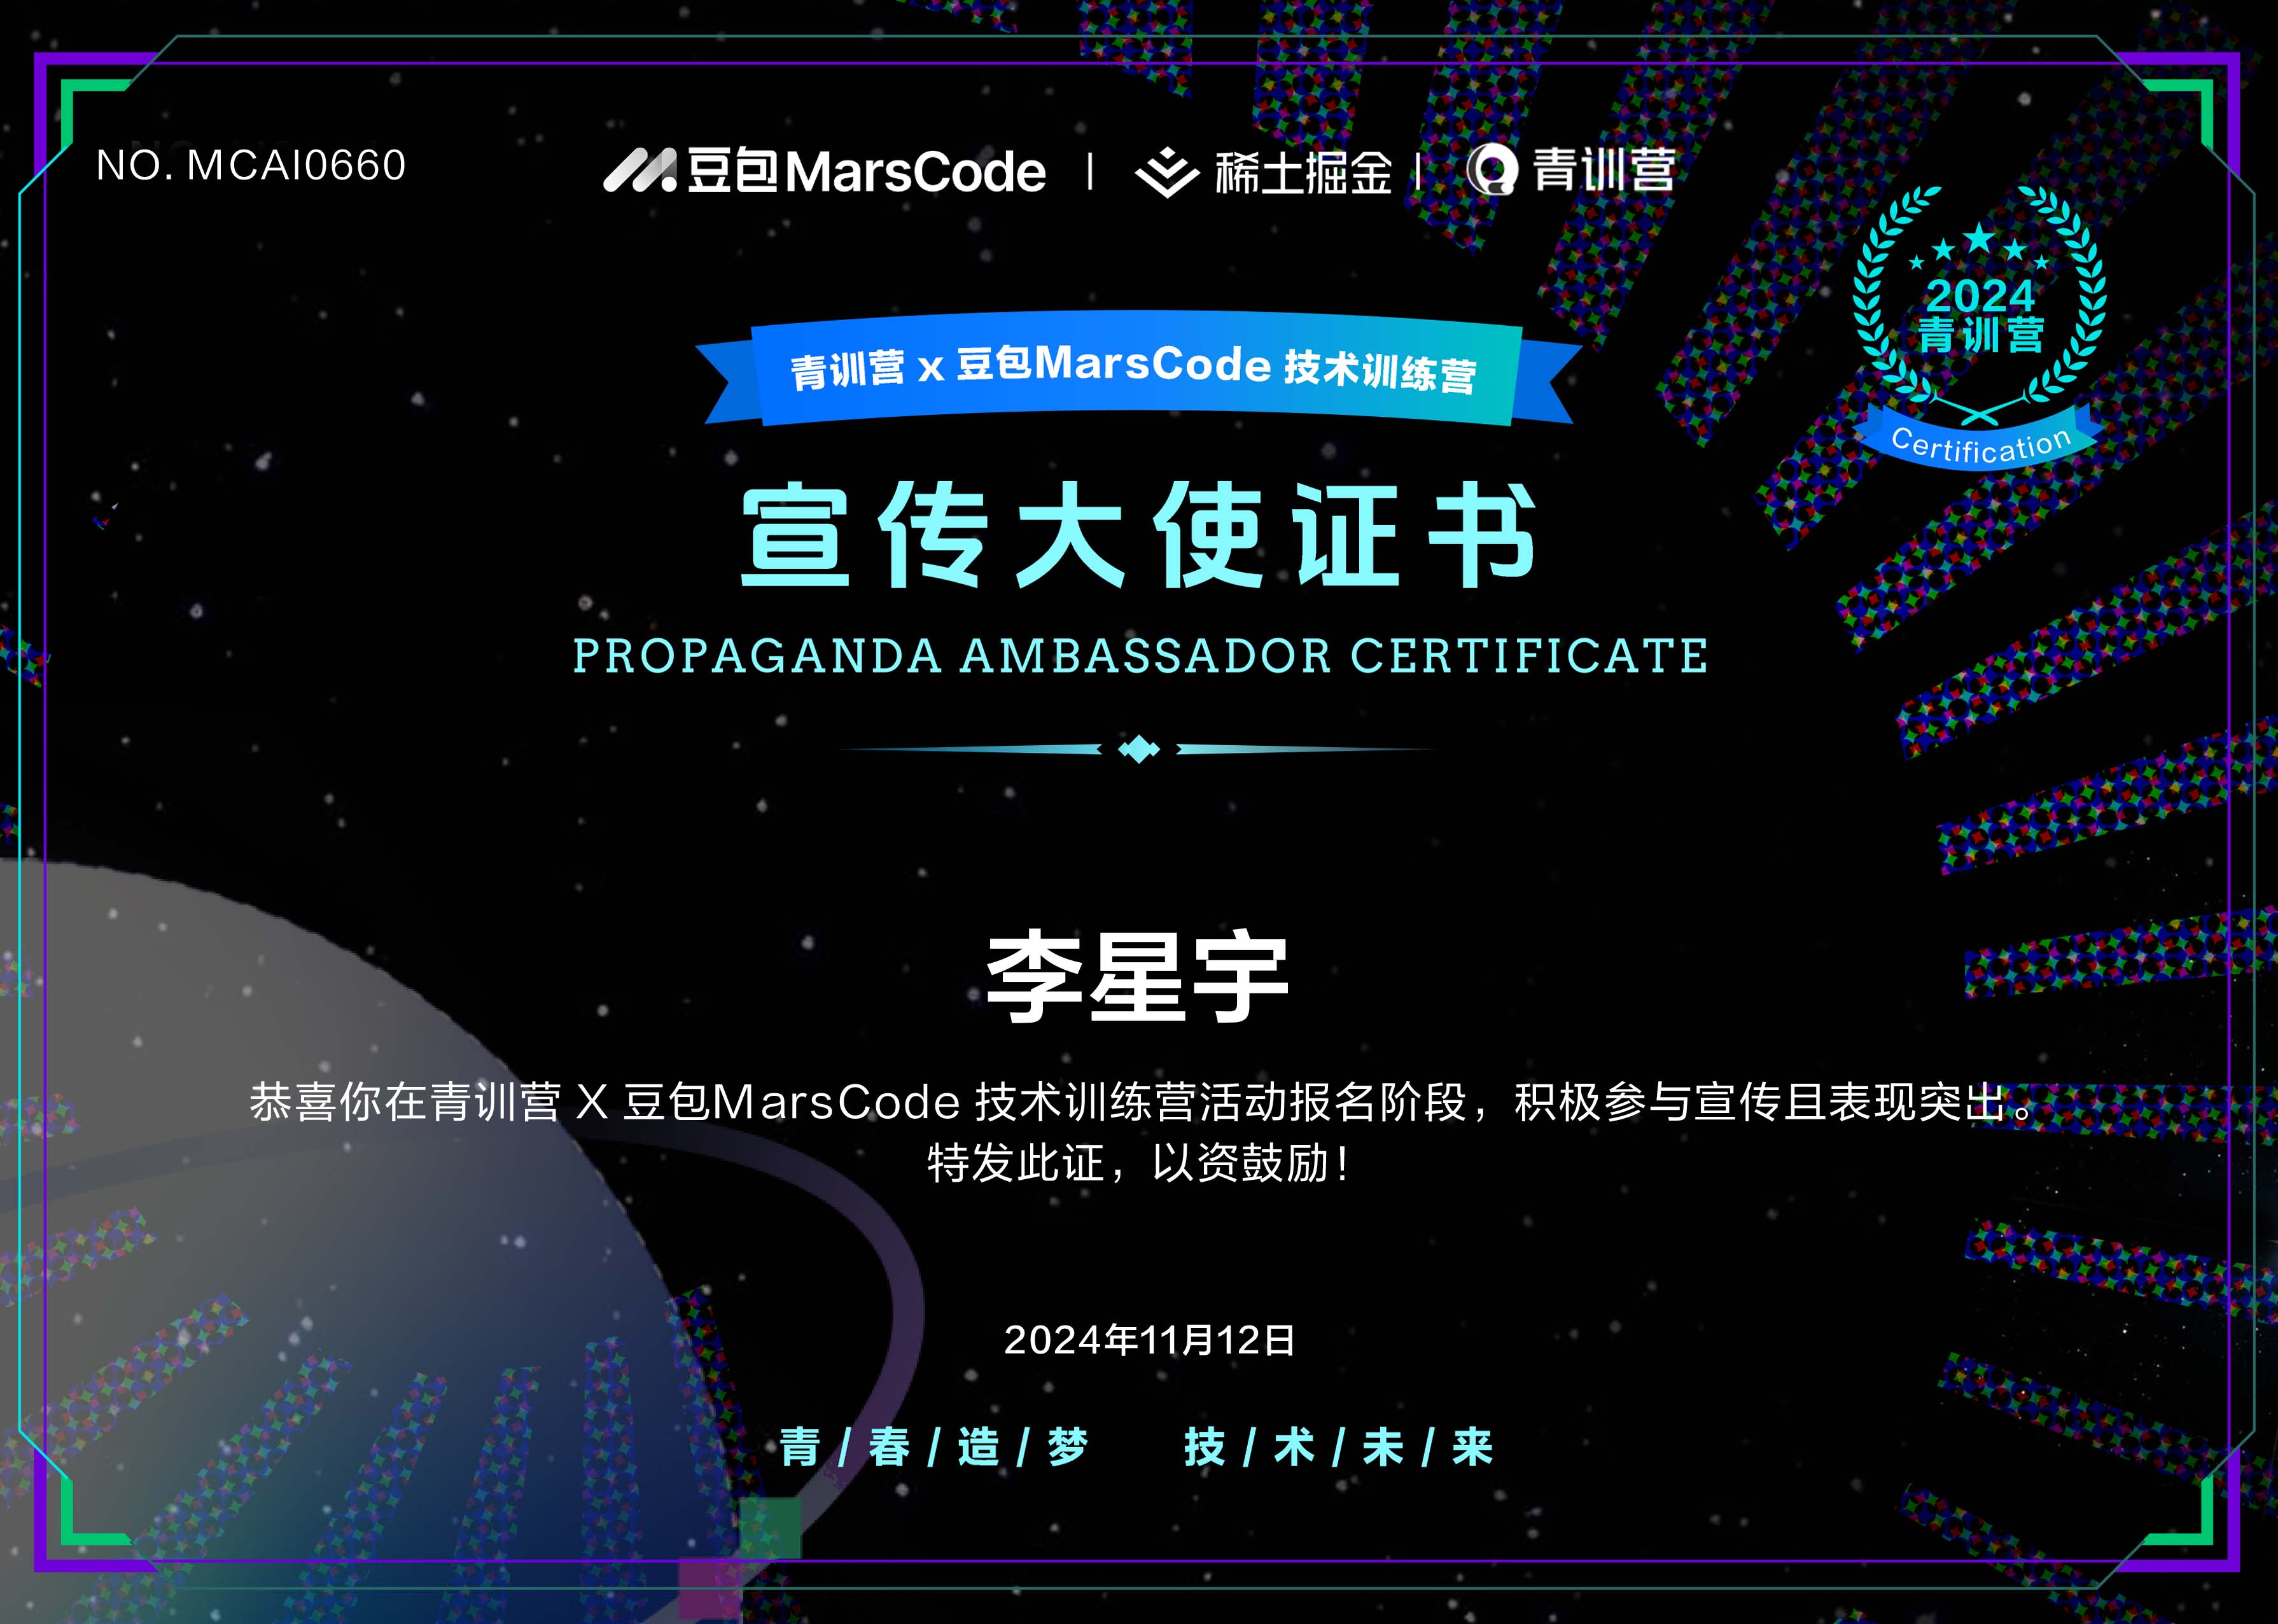 NO. MCAI0660
豆包MarsCode | 稀土掘金 | 青训营
2024
青训营
Certification
青训营 x 豆包MarsCode 技术训练营
宣传大使证书
PROPAGANDA AMBASSADOR CERTIFICATE
李星宇
恭喜你在青训营 X 豆包MarsCode 技术训练营活动报名阶段，积极参与宣传且表现突出。
特发此证，以资鼓励！
2024年11月12日
青/春/造/梦 技/术/未/来